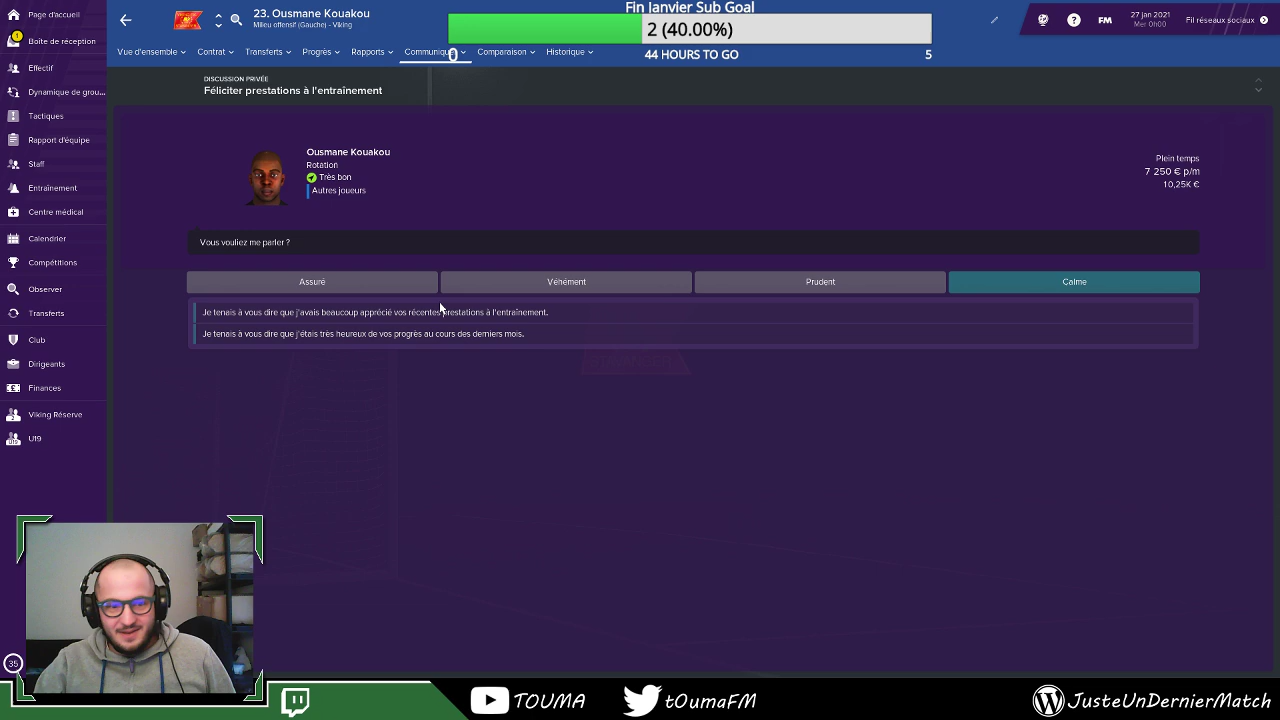 Fin Janvier Sub Goal
2 (40.00%)
0
44 HOURS TO GO
5
23. Ousmane Kouakou
Milieu offensif (Gauche) - Viking
FM
27 jan 2021
Mer 0h00
Fil réseaux sociaux
Vue d'ensemble
Contrat
Transferts
Progrès
Rapports
Communiqu
Comparaison
Historique
1
Page d'accueil
Boîte de réception
Effectif
Dynamique de grou...
Tactiques
Rapport d'équipe
Staff
Entraînement
Centre médical
Calendrier
Compétitions
Observer
Transferts
Club
Dirigeants
Finances
Viking Réserve
U19
DISCUSSION PRIVÉE
Féliciter prestations à l'entraînement
Ousmane Kouakou
Rotation
Très bon
Autres joueurs
Plein temps
7 250 € p/m
10,25K €
Vous vouliez me parler ?
Assuré
Véhément
Prudent
Calme
Je tenais à vous dire que j'avais beaucoup apprécié vos récentes prestations à l'entraînement.
Je tenais à vous dire que j'étais très heureux de vos progrès au cours des derniers mois.
35
TOUMA
tOumaFM
JusteUnDernierMatch